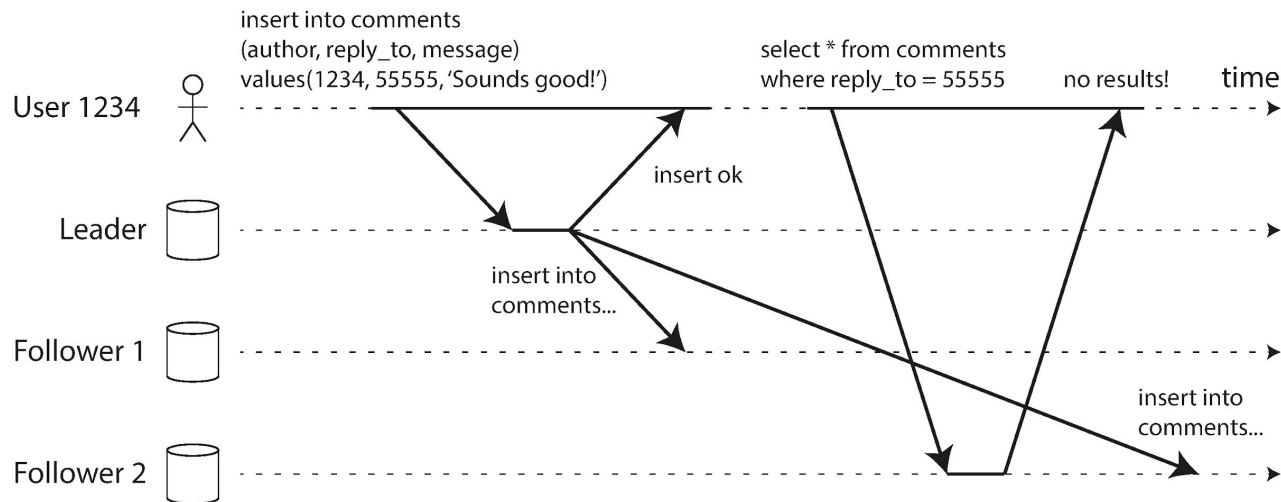 insert into comments
(author, reply_to, message)
values(1234, 55555, ‘Sounds good!’)
select * from comments
where reply_to = 55555
no results!
time
User 1234
insert ok
Leader
insert into
comments...
Follower 1
insert into
comments...
Follower 2